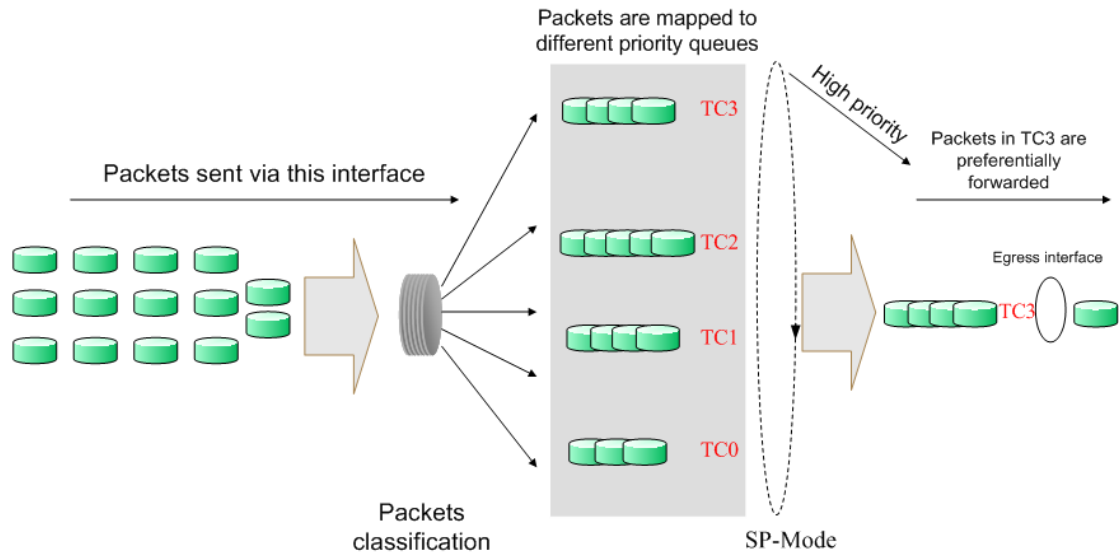 Packets are mapped to
different priority queues
TC3
High priority
Packets in TC3 are
preferentially
forwarded
Packets sent via this interface
TC2
Egress interface
TC3
TC1
TC0
Packets
classification
SP-Mode